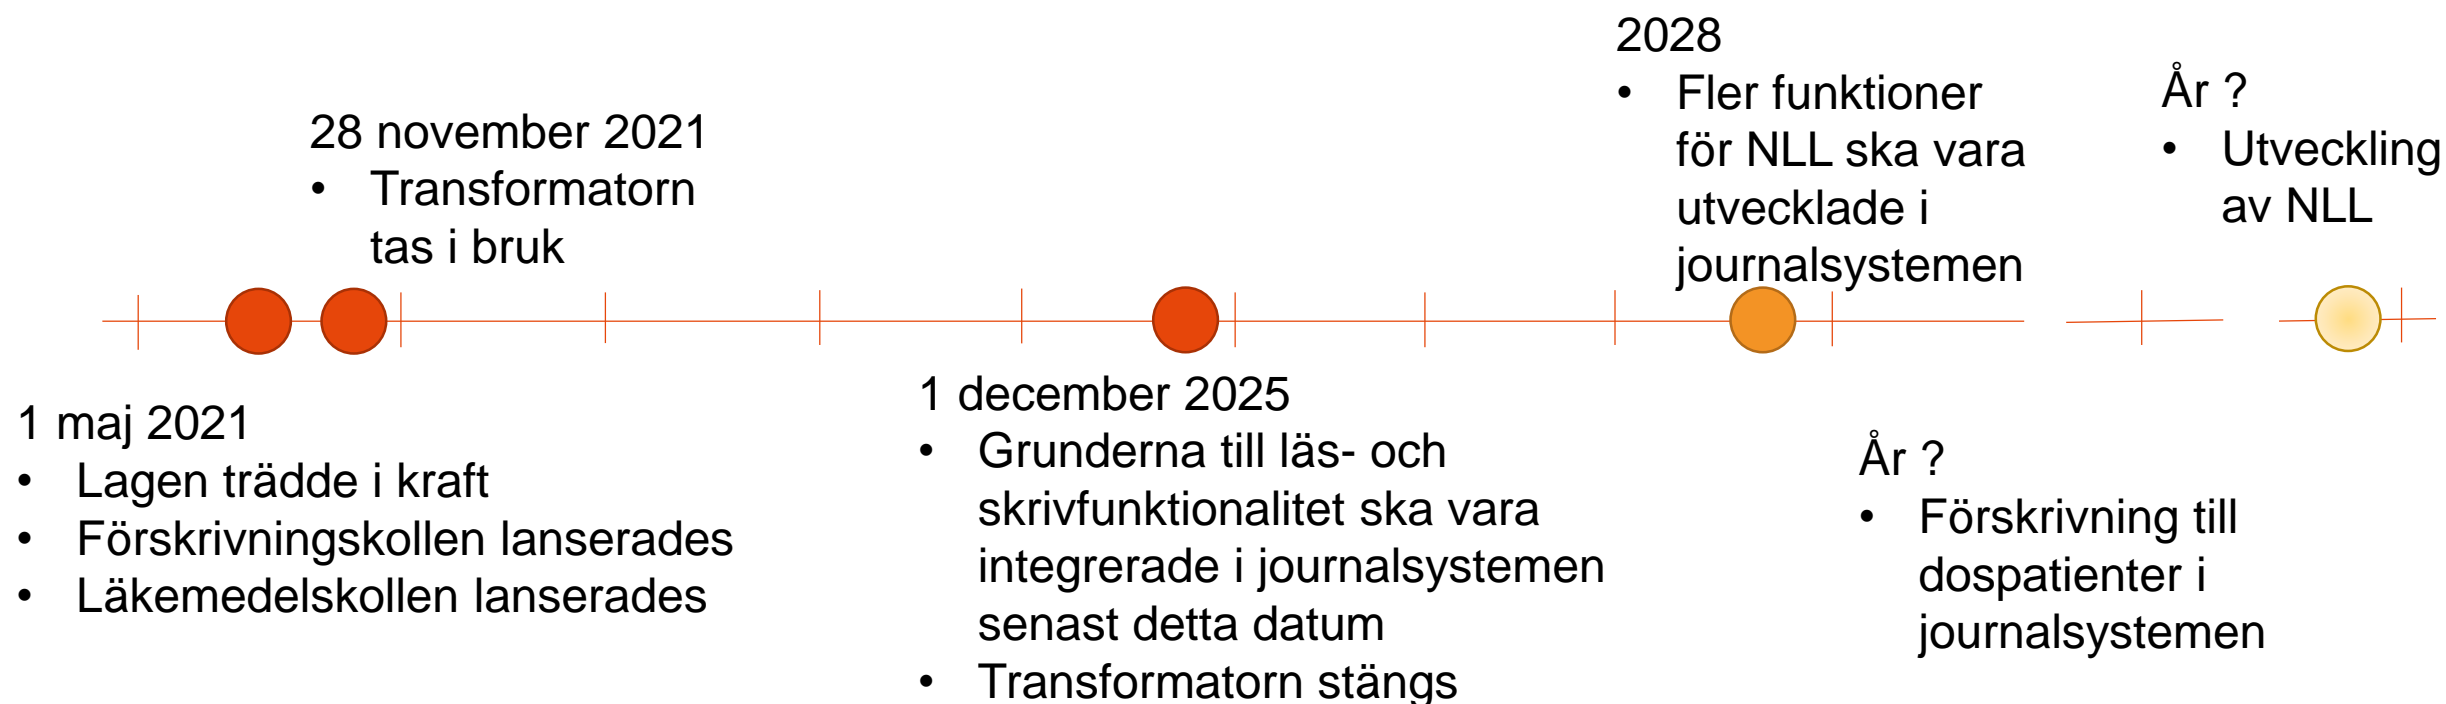 28 november 2021
• Transformatorn
tas i bruk
2028
• Fler funktioner
för NLL ska vara
utvecklade i
journalsystemen
År ?
• Utveckling
av NLL
1 maj 2021
• Lagen trädde i kraft
• Förskrivningskollen lanserades
• Läkemedelskollen lanserades
1 december 2025
• Grunderna till läs- och
skrivfunktionalitet ska vara
integrerade i journalsystemen
senast detta datum
• Transformatorn stängs
År ?
• Förskrivning till
dospatienter i
journalsystemen